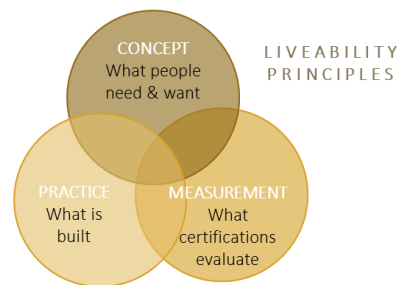 CONCEPT
What people
need & want
LIVEABILITY
PRINCIPLES
PRACTICE
What is
built
MEASUREMENT
What
certifications
evaluate